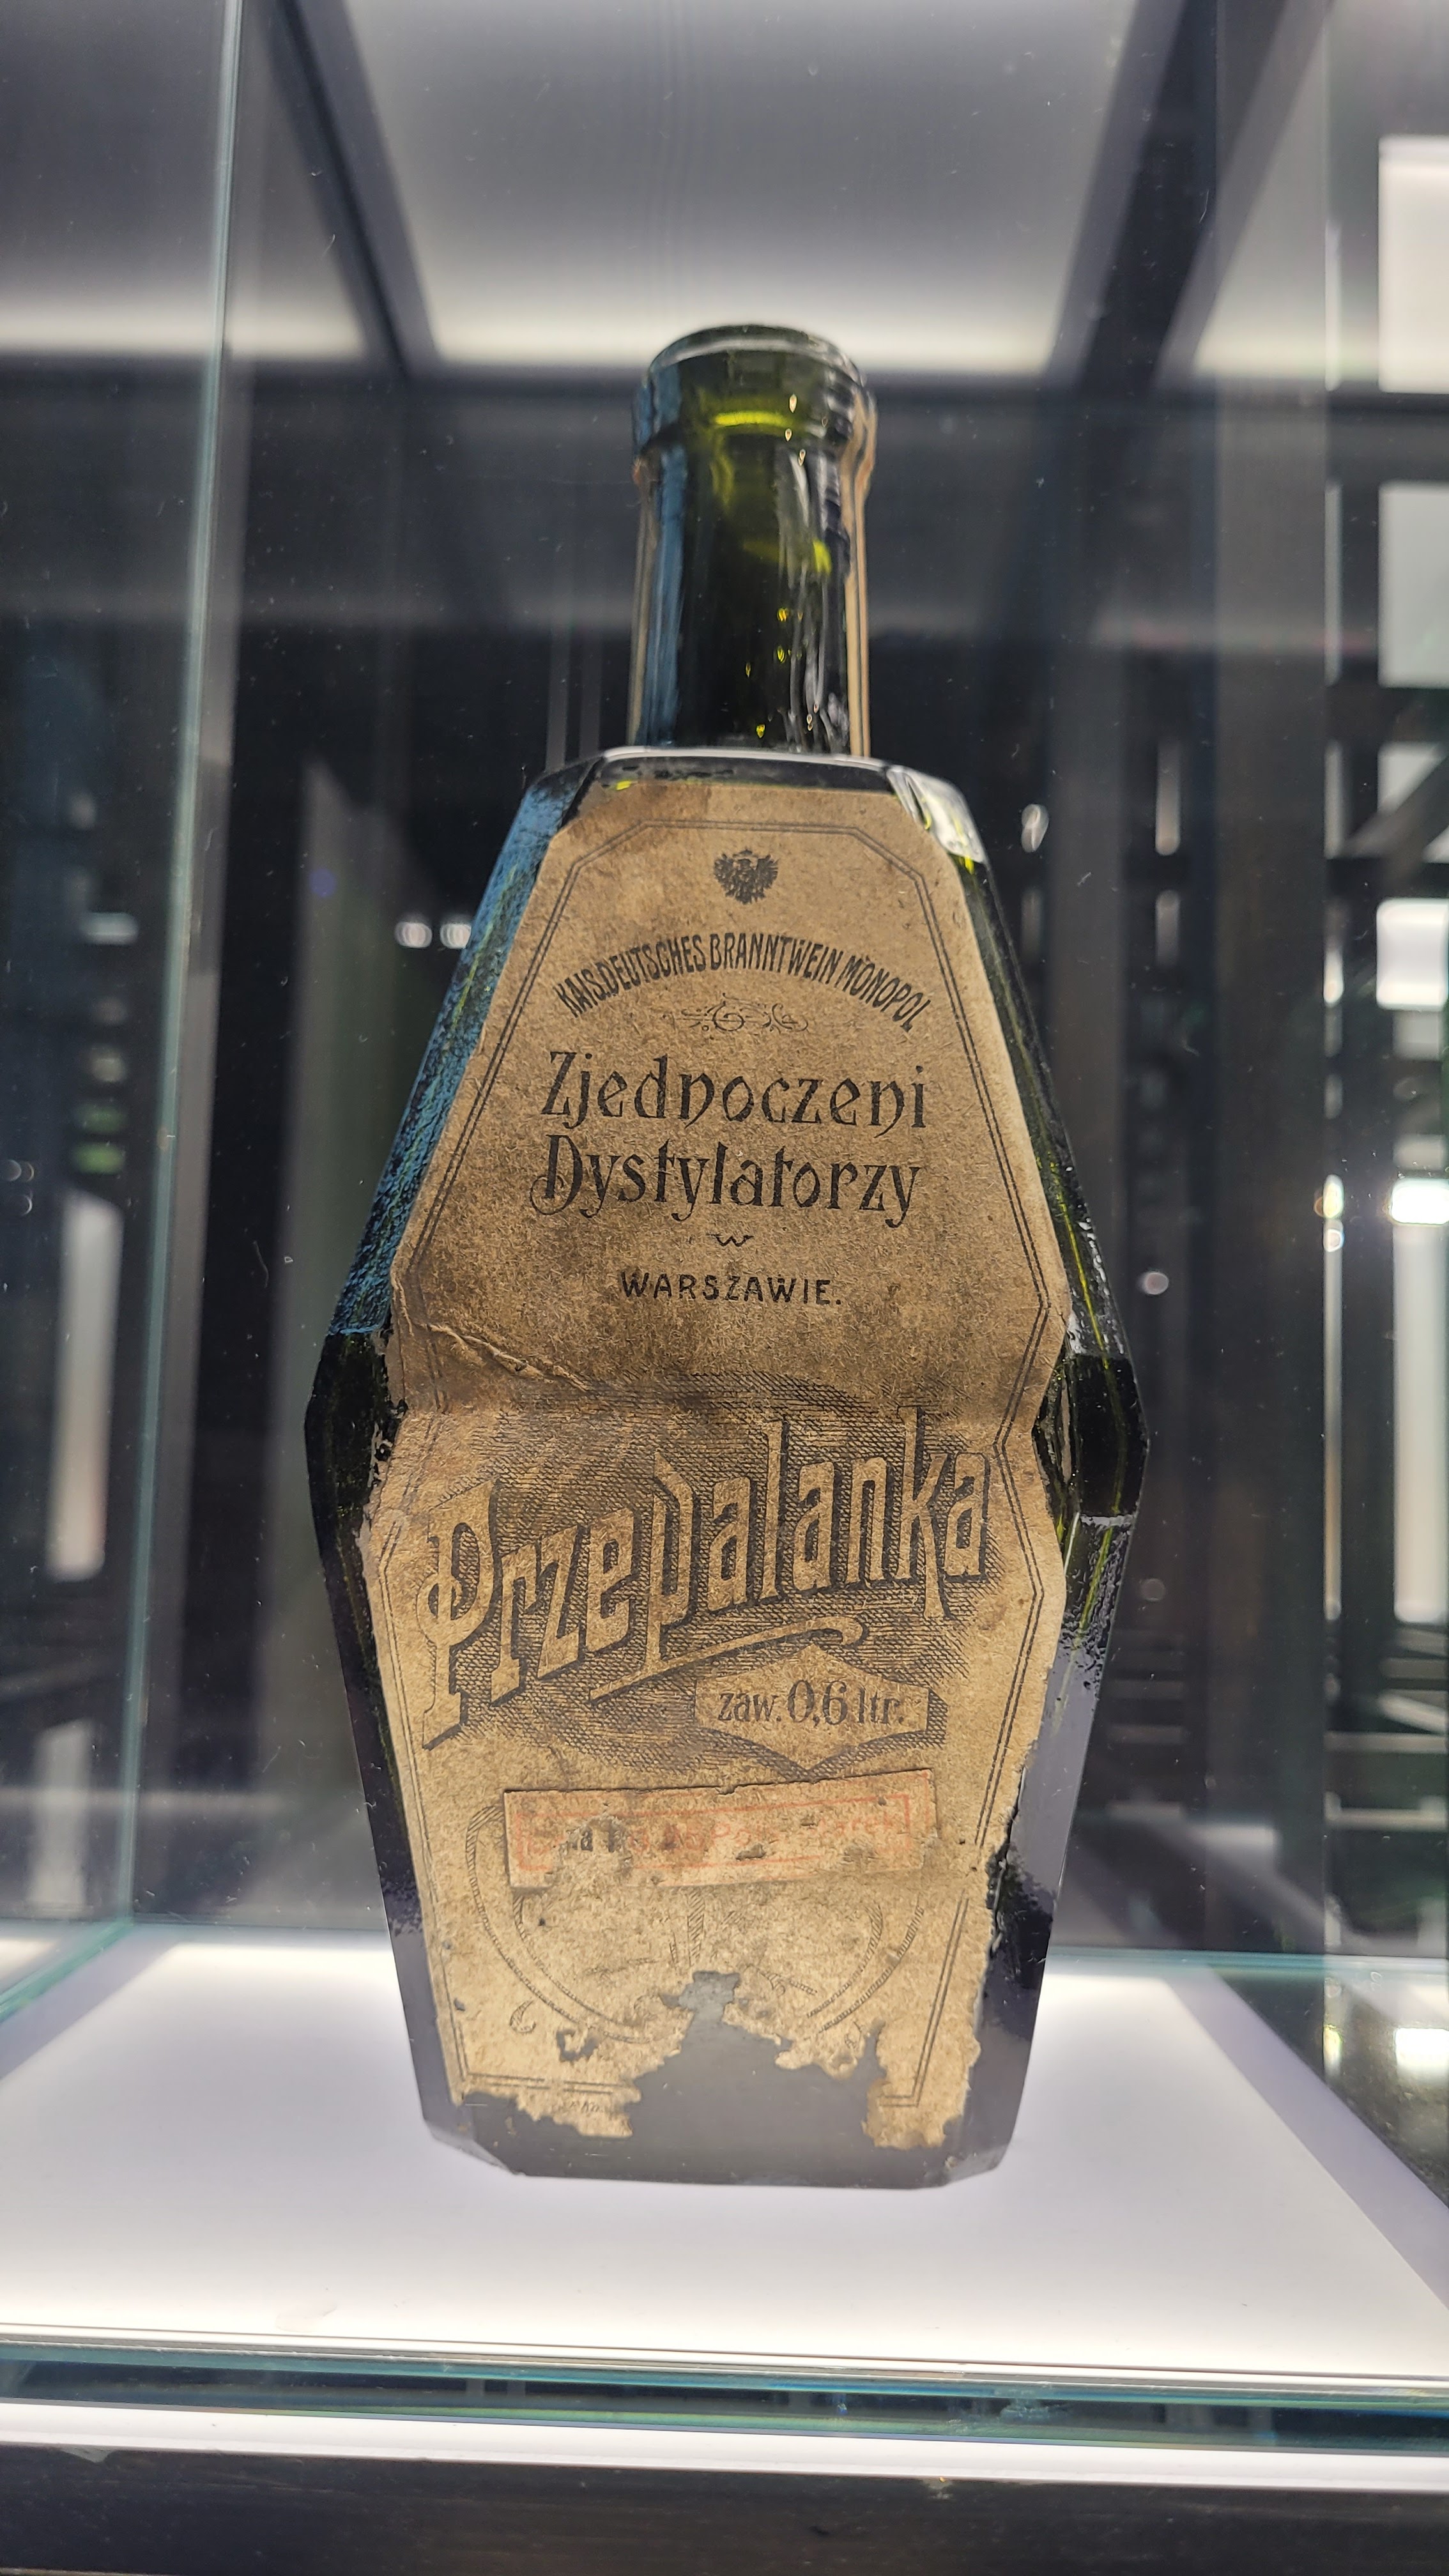 KAIS.DEUTSCHES BRANNTWEIN MONOPOL
Zjednoczeni
Dystylatorzy
w
WARSZAWIE.
Przepalanka
zaw. 0,6 ltr.